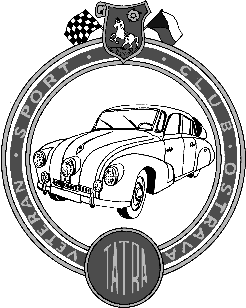 VETERAN · SPORT · CLUB · OSTRAVA
TATRA